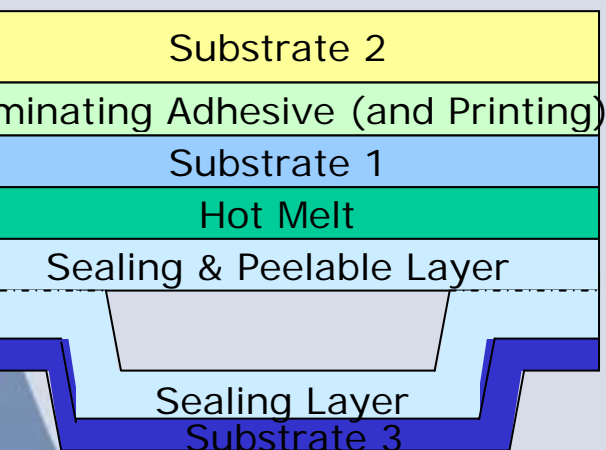 Substrate 2
minating Adhesive (and Printing)
Substrate 1
Hot Melt
Sealing & Peelable Layer
Sealing Layer
Substrate 3